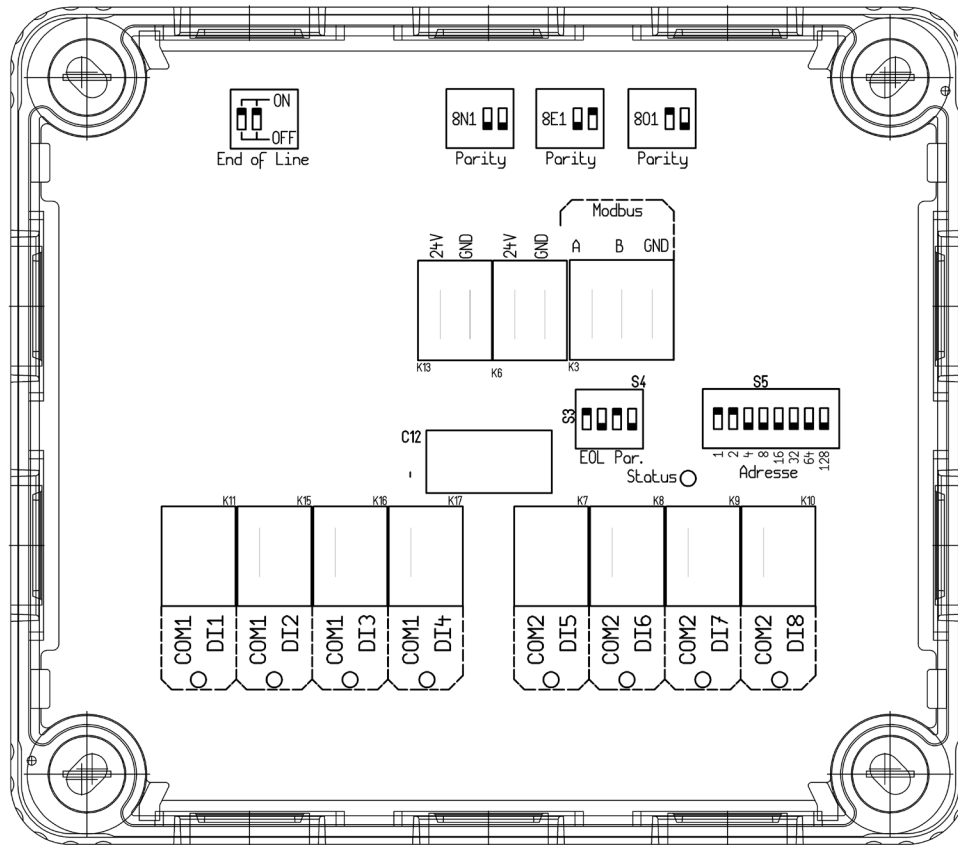 ON
OFF
End of Line
8N1
Parity
8E1
Parity
8O1
Parity
Modbus
24V
GND
24V
GND
A
B
GND
K13
K6
K3
S4
S3
EOL Par.
S5
1
2
4
8
16
32
64
128
Adresse
Status
C12
K11
K15
K16
K17
K7
K8
K9
K10
COM1
DI1
COM1
DI2
COM1
DI3
COM1
DI4
COM2
DI5
COM2
DI6
COM2
DI7
COM2
DI8